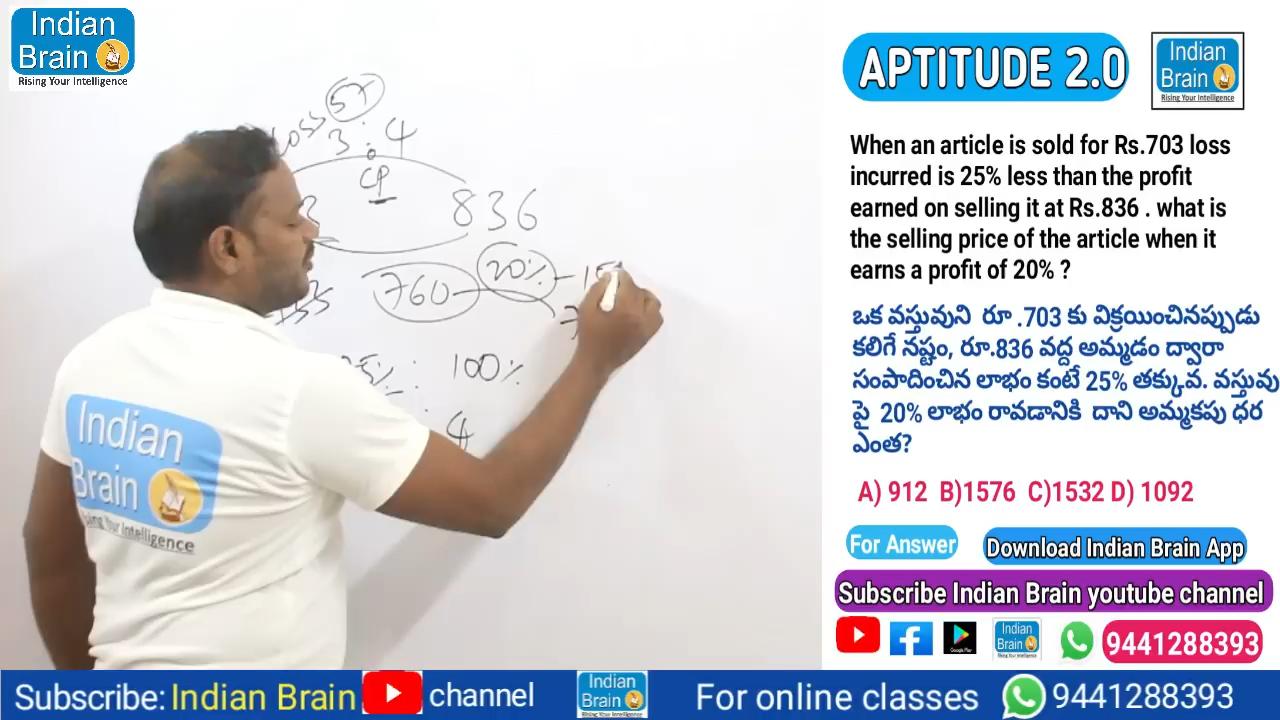 Indian
Brain
Rising Your Intelligence
loss 5x
3 : 4
CP
836
760 20%
100%
4
Indian
Brain
Rising Your Intelligence
APTITUDE 2.0
Indian
Brain
Rising Your Intelligence
When an article is sold for Rs.703 loss
incurred is 25% less than the profit
earned on selling it at Rs.836 . what is
the selling price of the article when it
earns a profit of 20% ?
ఒక వస్తువుని రూ .703 కు విక్రయించినప్పుడు
కలిగే నష్టం, రూ.836 వద్ద అమ్మడం ద్వారా
సంపాదించిన లాభం కంటే 25% తక్కువ. వస్తువు
పై 20% లాభం రావడానికి దాని అమ్మకపు ధర
ఎంత?
A) 912 B)1576 C)1532 D) 1092
For Answer
Download Indian Brain App
Subscribe Indian Brain youtube channel
Indian
Brain
9441288393
Subscribe: Indian Brain channel
Indian
Brain
For online classes 9441288393